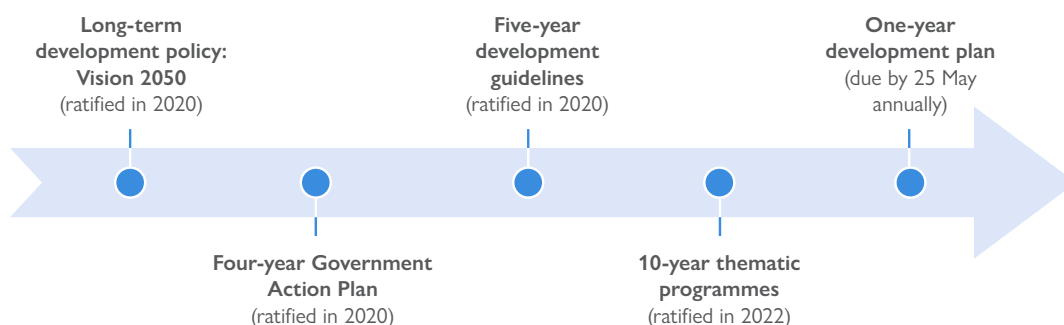 Long-term
development policy:
Vision 2050
(ratified in 2020)
Four-year Government
Action Plan
(ratified in 2020)
Five-year
development
guidelines
(ratified in 2020)
10-year thematic
programmes
(ratified in 2022)
One-year
development plan
(due by 25 May
annually)